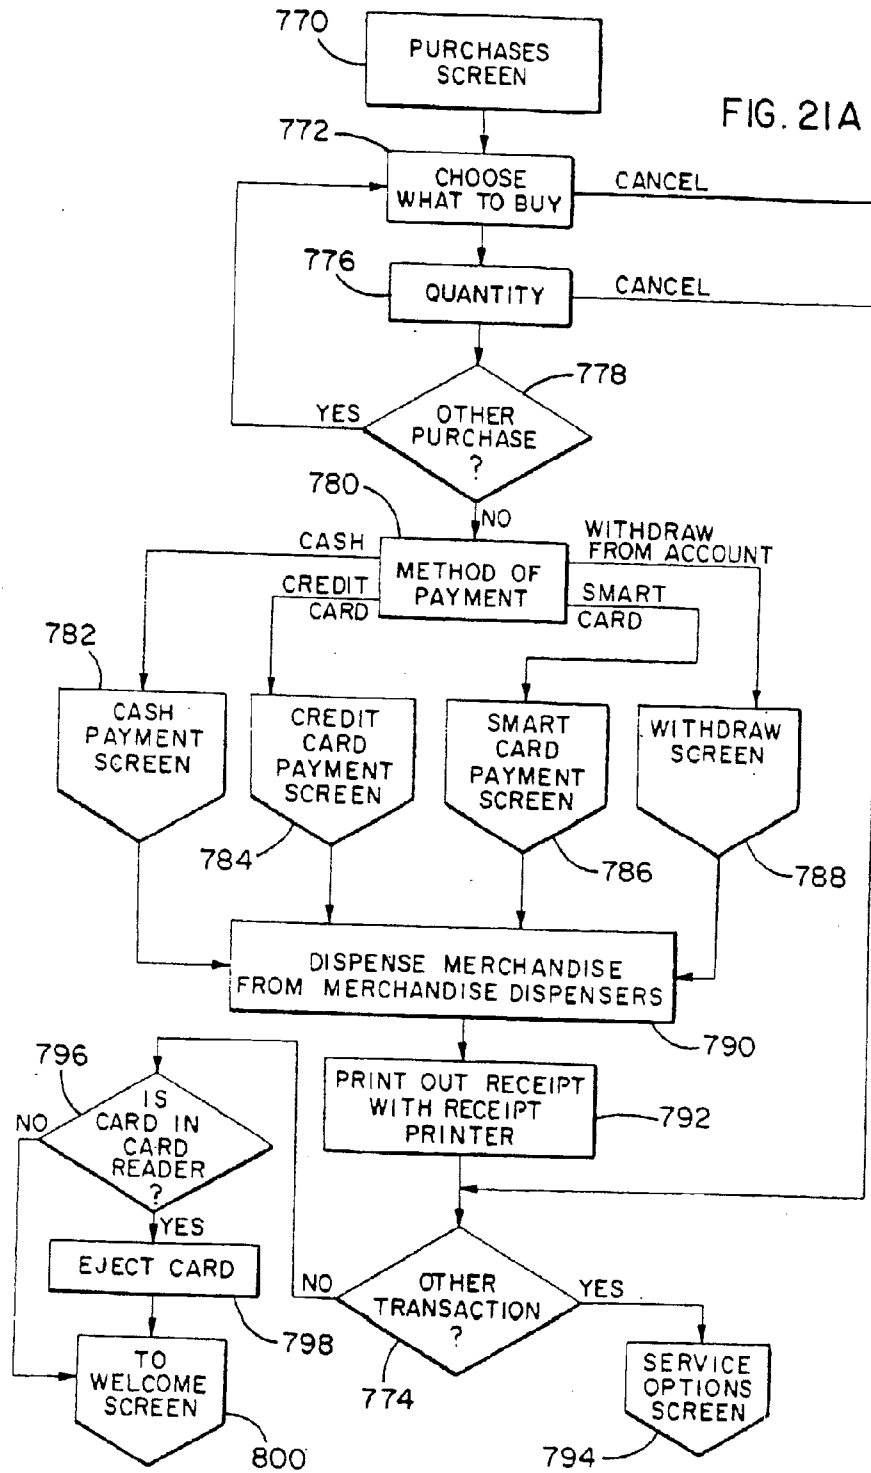 770
PURCHASES
SCREEN
FIG. 21A
772
CHOOSE
WHAT TO BUY
CANCEL
776
QUANTITY
CANCEL
778
YES
OTHER
PURCHASE
?
780
NO
CASH
WITHDRAW
FROM ACCOUNT
CREDIT
CARD
METHOD OF
PAYMENT
SMART
CARD
782
CASH
PAYMENT
SCREEN
CREDIT
CARD
PAYMENT
SCREEN
SMART
CARD
PAYMENT
SCREEN
WITHDRAW
SCREEN
784
786
788
DISPENSE MERCHANDISE
FROM MERCHANDISE DISPENSERS
790
796
IS
CARD IN
CARD
READER
?
NO
PRINT OUT RECEIPT
WITH RECEIPT
PRINTER
792
YES
EJECT CARD
798
NO
OTHER
TRANSACTION
?
YES
774
TO
WELCOME
SCREEN
800
SERVICE
OPTIONS
SCREEN
794